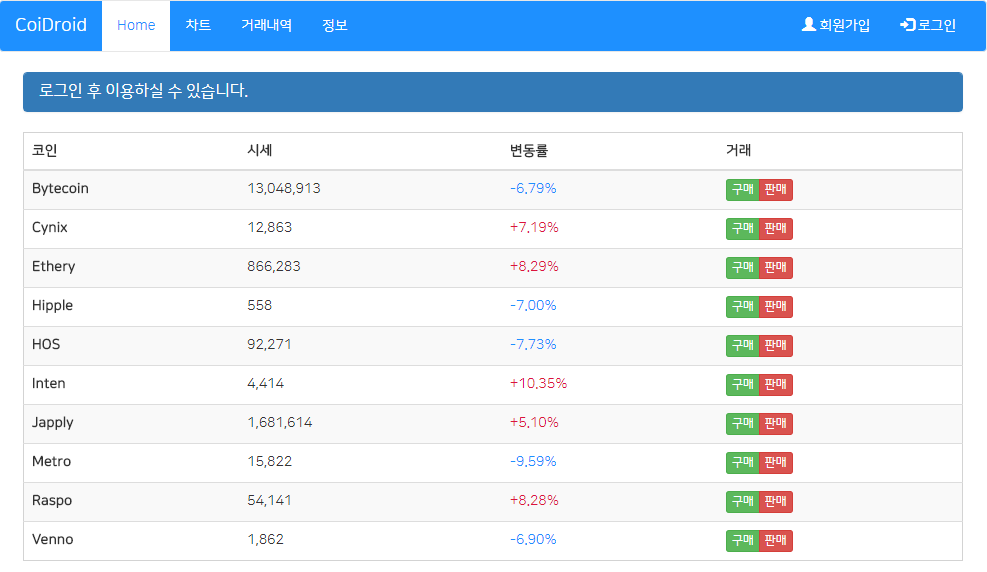 CoiDroid Home 차트 거래내역 정보 회원가입 로그인
로그인 후 이용하실 수 있습니다.
코인 시세 변동률 거래
Bytecoin 13,048,913 -6.79% 구매 판매
Cynix 12,863 +7.19% 구매 판매
Ethery 866,283 +8.29% 구매 판매
Hipple 558 -7.00% 구매 판매
HOS 92,271 -7.73% 구매 판매
Inten 4,414 +10.35% 구매 판매
Japply 1,681,614 +5.10% 구매 판매
Metro 15,822 -9.59% 구매 판매
Raspo 54,141 +8.28% 구매 판매
Venno 1,862 -6.90% 구매 판매